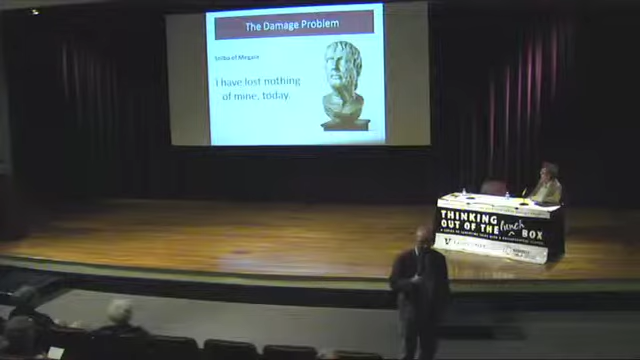 The Damage Problem
Stilbo of Megara
I have lost nothing
of mine, today.
THINKING
OUT OF THE lunch BOX